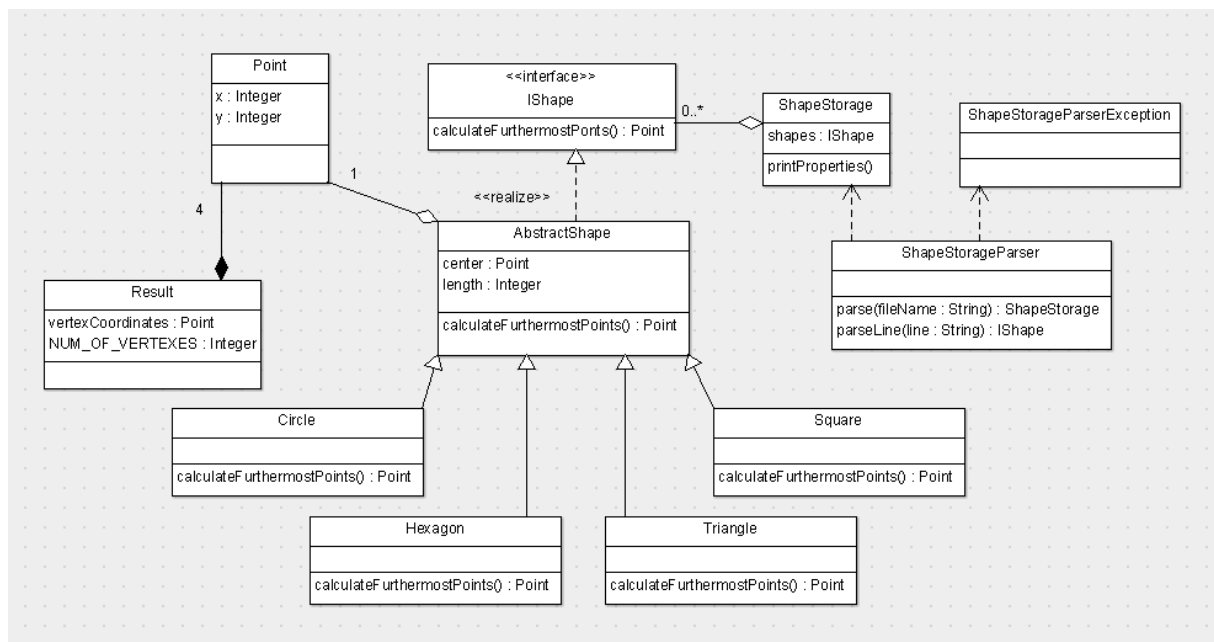 Point
x : Integer
y : Integer
<<interface>>
IShape
calculateFurthermostPonts() : Point
0..*
ShapeStorage
shapes : IShape
printProperties()
ShapeStorageParserException
1
<<realize>>
4
AbstractShape
center : Point
length : Integer
calculateFurthermostPoints() : Point
ShapeStorageParser
parse(fileName : String) : ShapeStorage
parseLine(line : String) : IShape
Result
vertexCoordinates : Point
NUM_OF_VERTEXES : Integer
Circle
calculateFurthermostPoints() : Point
Square
calculateFurthermostPoints() : Point
Hexagon
calculateFurthermostPoints() : Point
Triangle
calculateFurthermostPoints() : Point